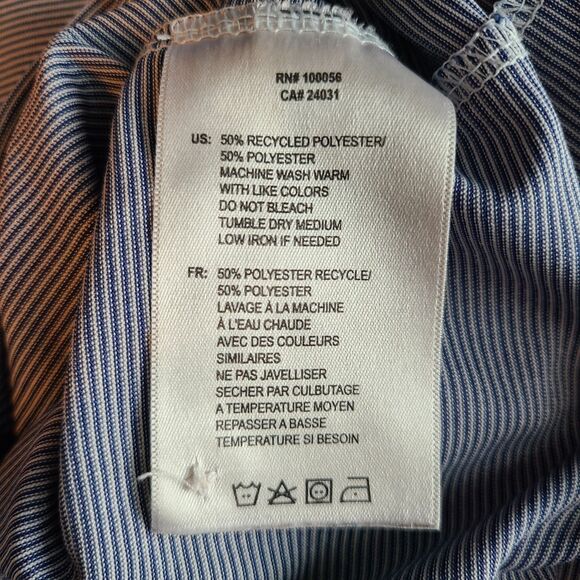 RN# 100056
CA# 24031
US: 50% RECYCLED POLYESTER/
50% POLYESTER
MACHINE WASH WARM
WITH LIKE COLORS
DO NOT BLEACH
TUMBLE DRY MEDIUM
LOW IRON IF NEEDED
FR: 50% POLYESTER RECYCLE/
50% POLYESTER
LAVAGE À LA MACHINE
À L'EAU CHAUDE
AVEC DES COULEURS
SIMILAIRES
NE PAS JAVELLISER
SECHER PAR CULBUTAGE
A TEMPERATURE MOYEN
REPASSER A BASSE
TEMPERATURE SI BESOIN